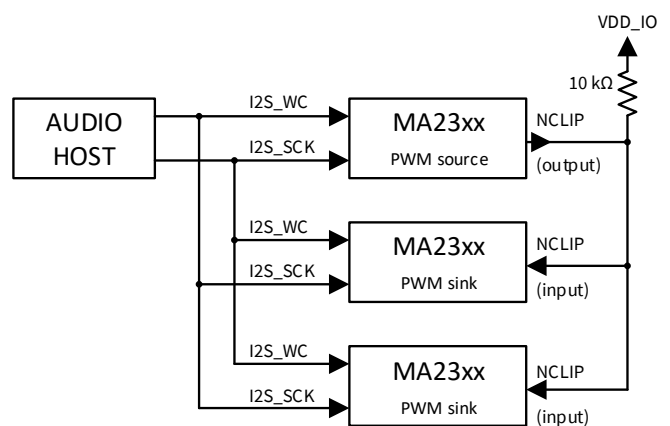 VDD_IO
10 kΩ
I2S_WC
AUDIO
HOST
MA23xx
NCLIP
I2S_SCK
PWM source
(output)
I2S_WC
MA23xx
NCLIP
I2S_SCK
PWM sink
(input)
I2S_WC
MA23xx
NCLIP
I2S_SCK
PWM sink
(input)